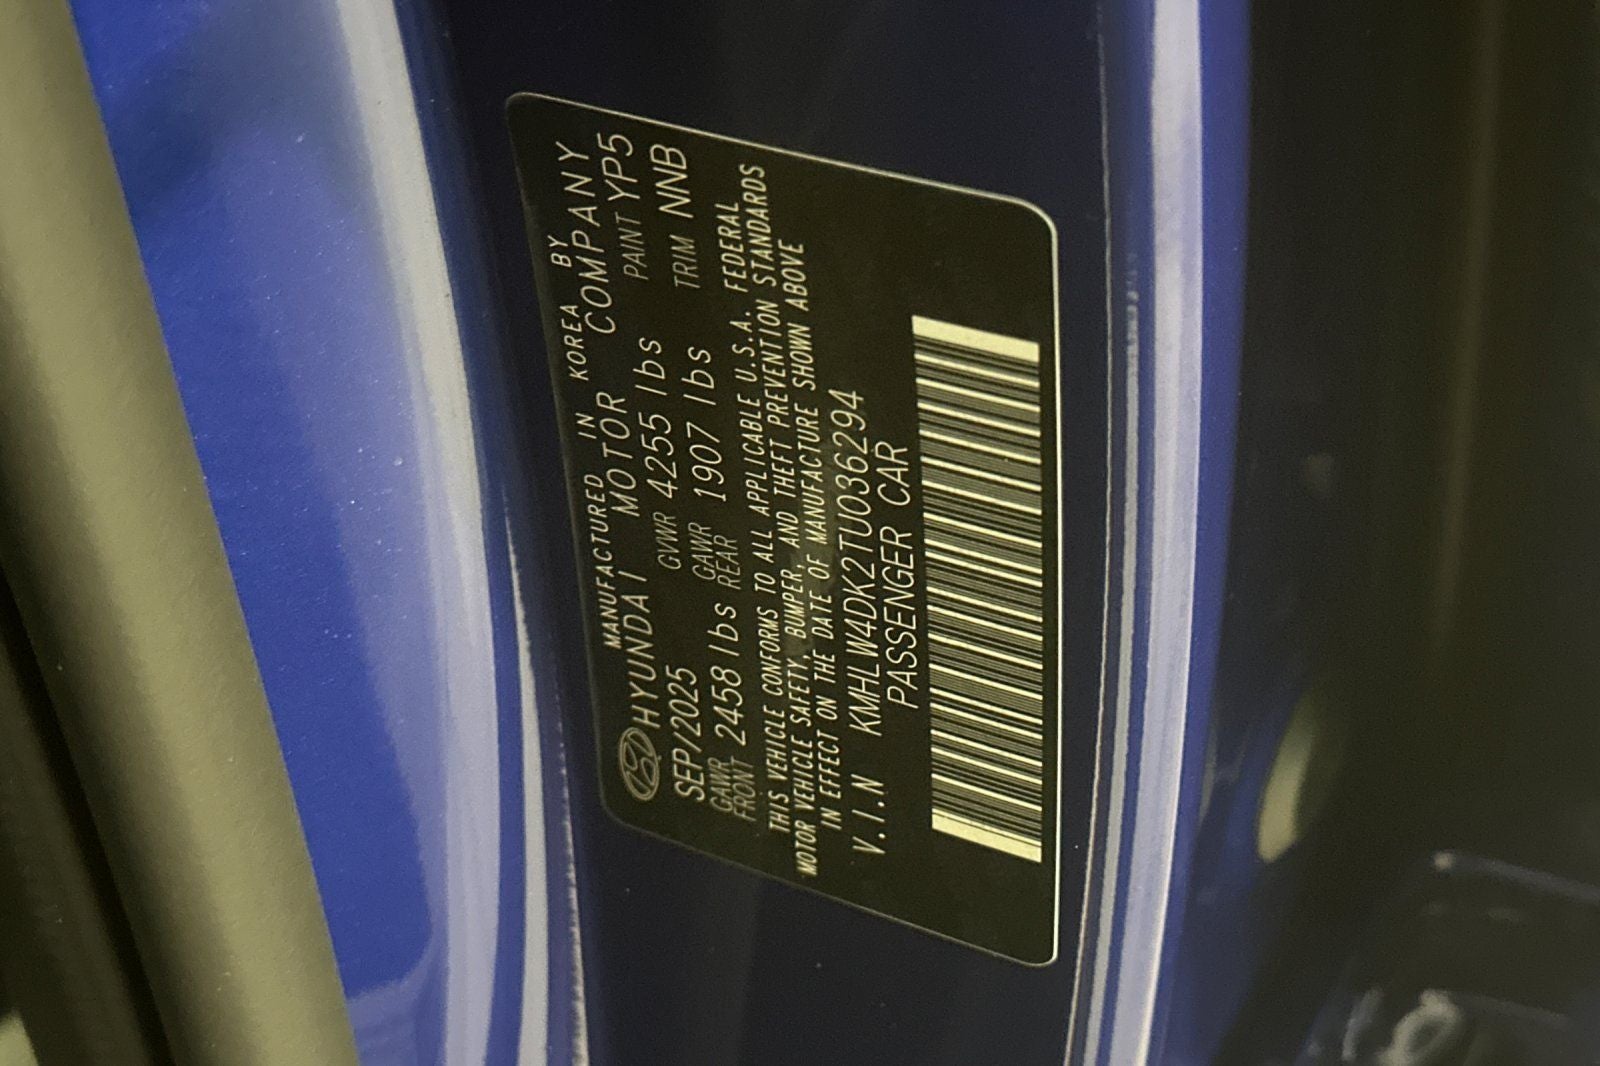 MANUFACTURED IN KOREA BY
HYUNDAI MOTOR COMPANY
SEP/2025 GVWR 4255 lbs PAINT YP5
GAWR FRONT 2458 lbs GAWR REAR 1907 lbs TRIM NNB
THIS VEHICLE CONFORMS TO ALL APPLICABLE U.S.A. FEDERAL
MOTOR VEHICLE SAFETY, BUMPER, AND THEFT PREVENTION STANDARDS
IN EFFECT ON THE DATE OF MANUFACTURE SHOWN ABOVE
V.I.N KMHLW4DK2TU036294
PASSENGER CAR